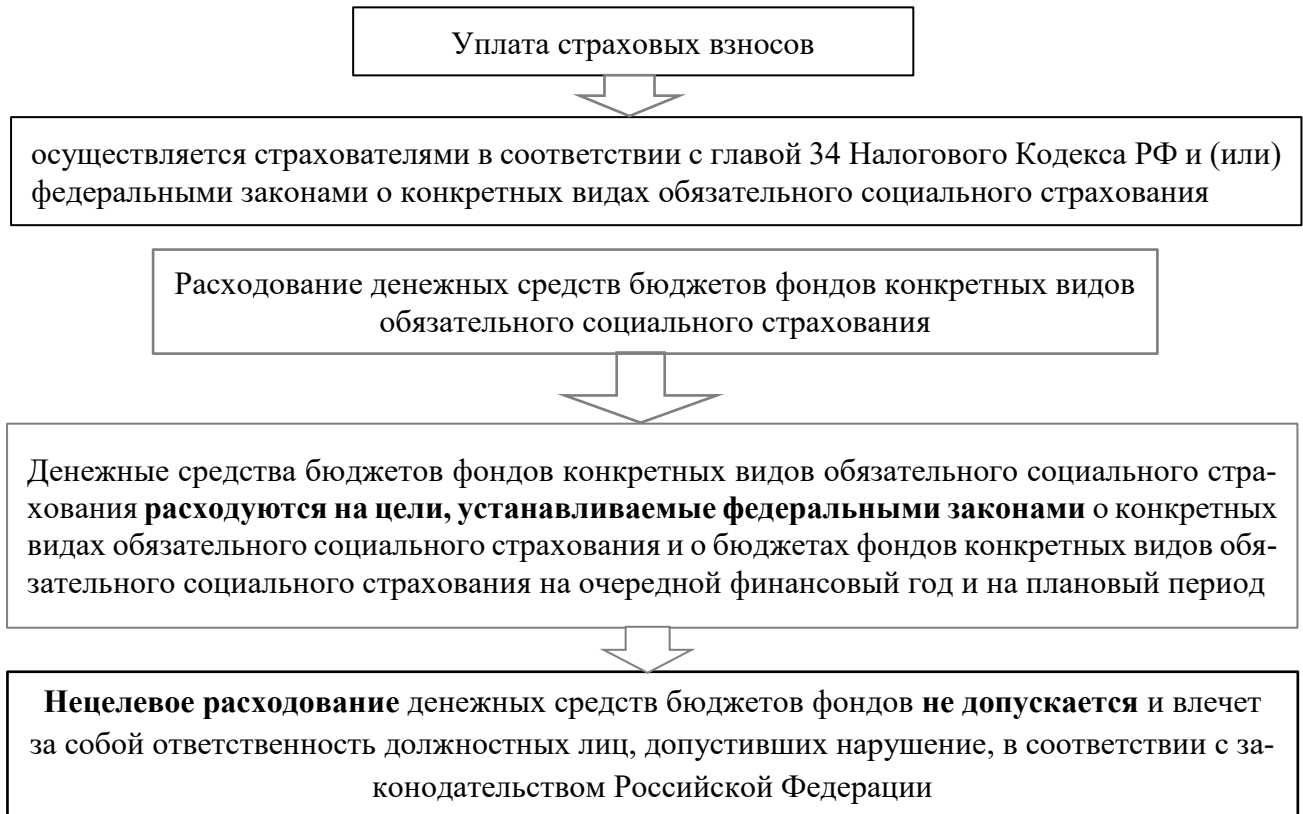 Уплата страховых взносов
осуществляется страхователями в соответствии с главой 34 Налогового Кодекса РФ и (или)
федеральными законами о конкретных видах обязательного социального страхования
Расходование денежных средств бюджетов фондов конкретных видов
обязательного социального страхования
Денежные средства бюджетов фондов конкретных видов обязательного социального стра-
хования расходуются на цели, устанавливаемые федеральными законами о конкретных
видах обязательного социального страхования и о бюджетах фондов конкретных видов обя-
зательного социального страхования на очередной финансовый год и на плановый период
Нецелевое расходование денежных средств бюджетов фондов не допускается и влечет
за собой ответственность должностных лиц, допустивших нарушение, в соответствии с за-
конодательством Российской Федерации